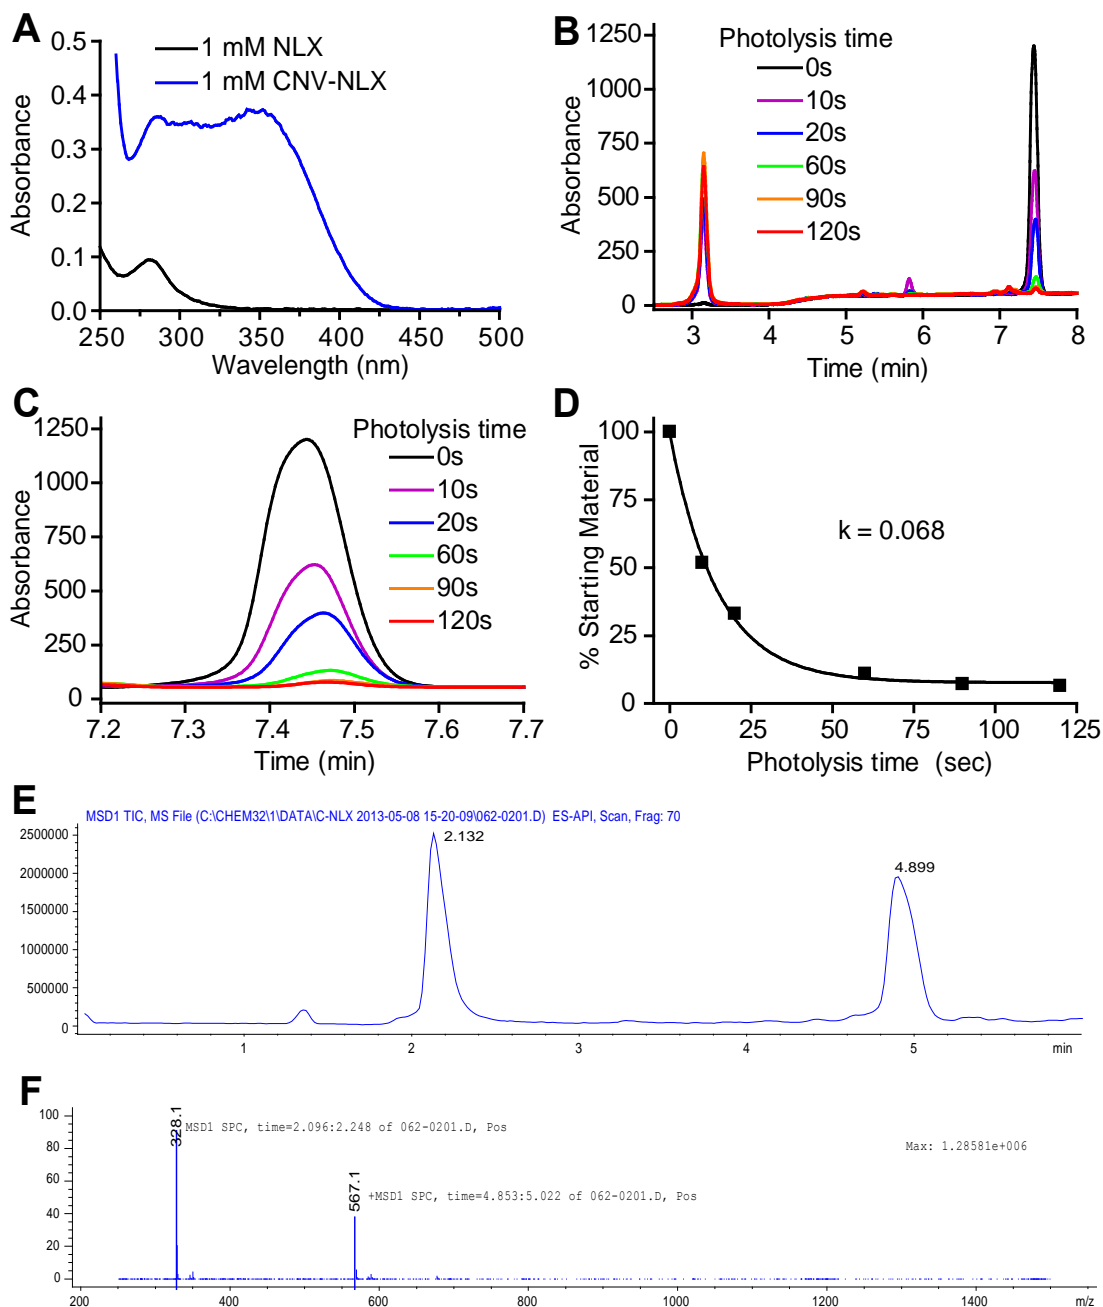 A
0.5
0.4
0.3
0.2
0.1
0.0
Absorbance
1 mM NLX
1 mM CNV-NLX
250 300 350 400 450 500
Wavelength (nm)
B
1250
1000
750
500
250
0
Absorbance
Photolysis time
0s
10s
20s
60s
90s
120s
3 4 5 6 7 8
Time (min)
C
1250
1000
750
500
250
0
Absorbance
Photolysis time
0s
10s
20s
60s
90s
120s
7.2 7.3 7.4 7.5 7.6 7.7
Time (min)
D
100
75
50
25
0
% Starting Material
k = 0.068
0 25 50 75 100 125
Photolysis time (sec)
E
MSD1 TIC, MS File (C:\CHEM32\1\DATA\C-NLX 2013-05-08 15-20-09\062-0201.D) ES-API, Scan, Frag: 70
2500000
2000000
1500000
1000000
500000
0
2.132
4.899
1 2 3 4 5 min
F
100
80
60
40
20
0
328.1
MSD1 SPC, time=2.096:2.248 of 062-0201.D, Pos
Max: 1.28581e+006
567.1
+MSD1 SPC, time=4.853:5.022 of 062-0201.D, Pos
200 400 600 800 1000 1200 1400 m/z